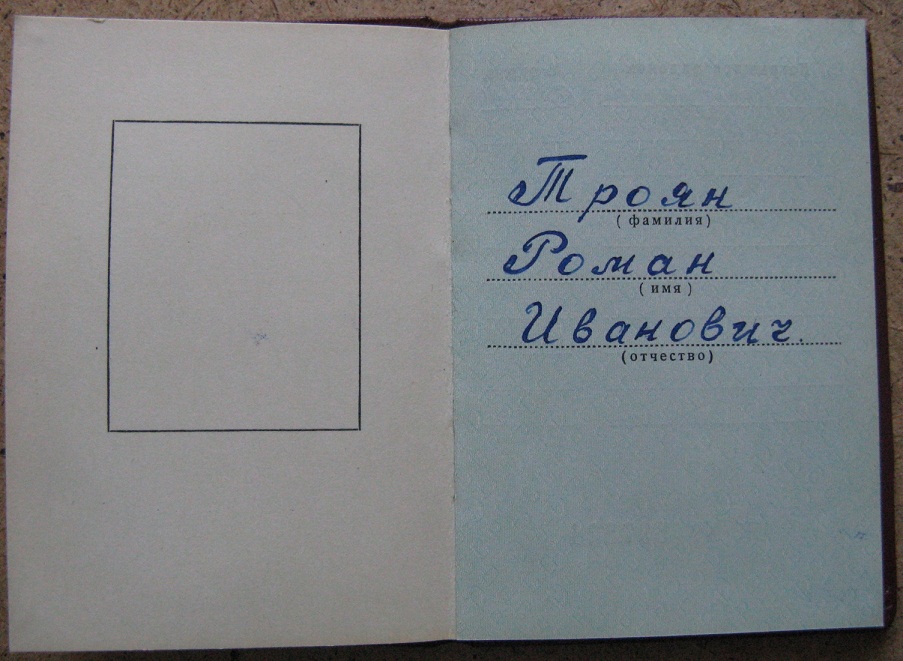 Троян
(фамилия)
Роман
(имя)
Иванович.
(отчество)